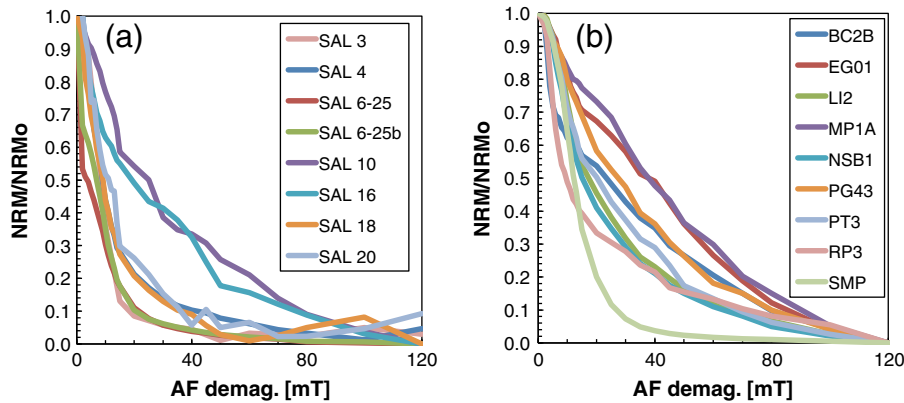 (a)
NRM/NRMo
1.0
0.9
0.8
0.7
0.6
0.5
0.4
0.3
0.2
0.1
0.0
0
40
80
120
AF demag. [mT]
SAL 3
SAL 4
SAL 6-25
SAL 6-25b
SAL 10
SAL 16
SAL 18
SAL 20
(b)
NRM/NRMo
1.0
0.9
0.8
0.7
0.6
0.5
0.4
0.3
0.2
0.1
0.0
0
40
80
120
AF demag. [mT]
BC2B
EG01
LI2
MP1A
NSB1
PG43
PT3
RP3
SMP